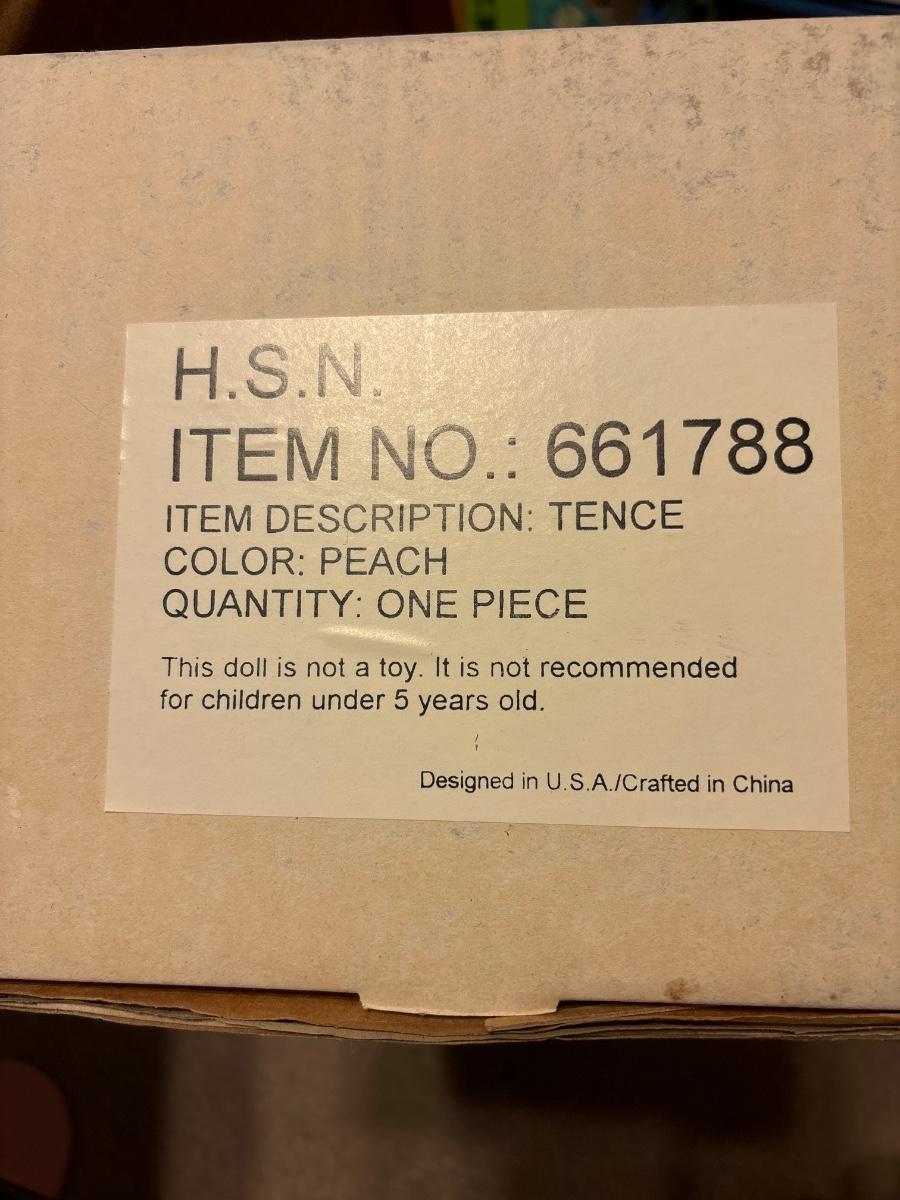 H.S.N.
ITEM NO.: 661788
ITEM DESCRIPTION: TENCE
COLOR: PEACH
QUANTITY: ONE PIECE
This doll is not a toy. It is not recommended
for children under 5 years old.
Designed in U.S.A./Crafted in China